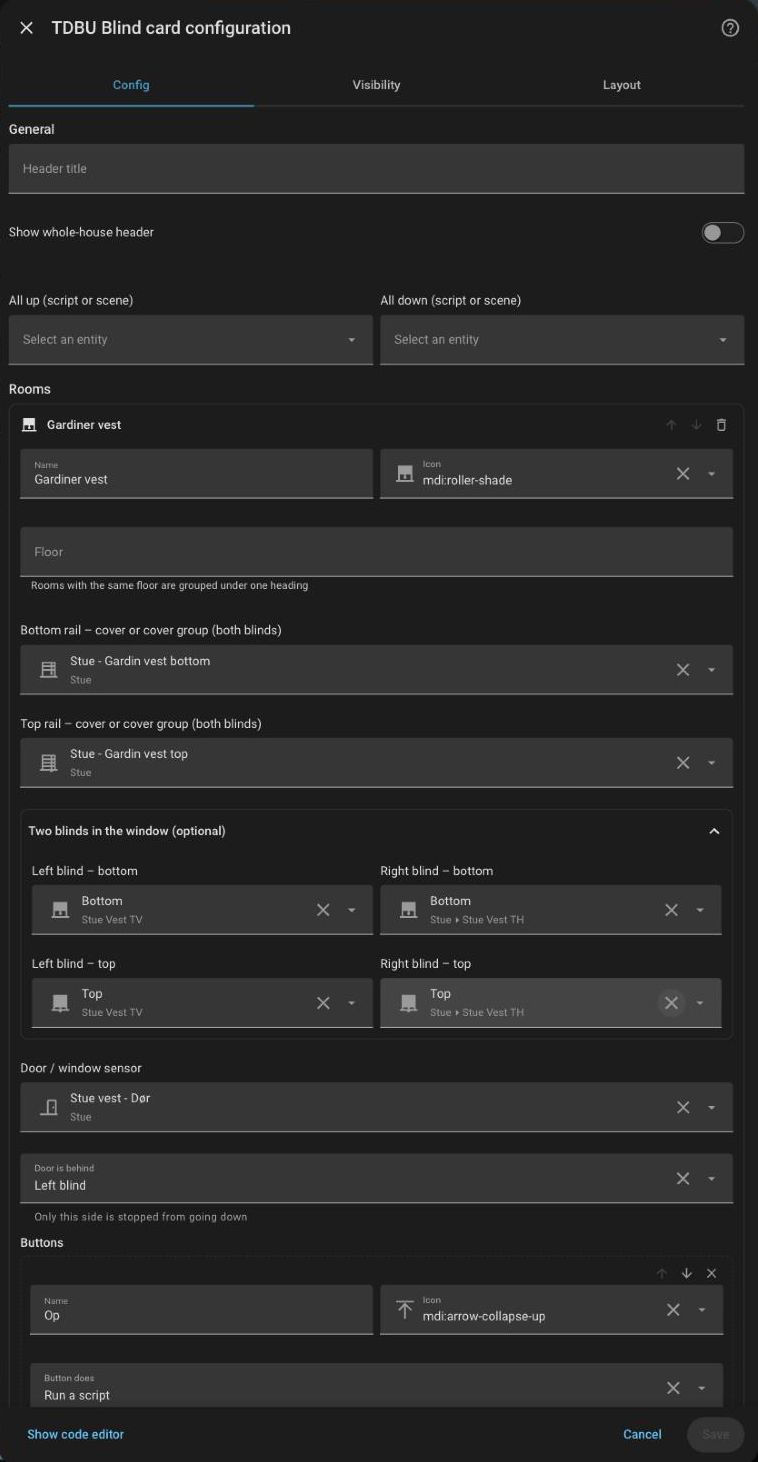 TDBU Blind card configuration
Config
Visibility
Layout
General
Header title
Show whole-house header
All up (script or scene)
All down (script or scene)
Select an entity
Select an entity
Rooms
Gardiner vest
Name
Gardiner vest
Icon
mdi:roller-shade
Floor
Rooms with the same floor are grouped under one heading
Bottom rail – cover or cover group (both blinds)
Stue - Gardin vest bottom
Stue
Top rail – cover or cover group (both blinds)
Stue - Gardin vest top
Stue
Two blinds in the window (optional)
Left blind – bottom
Right blind – bottom
Bottom
Stue Vest TV
Bottom
Stue ▸ Stue Vest TH
Left blind – top
Right blind – top
Top
Stue Vest TV
Top
Stue ▸ Stue Vest TH
Door / window sensor
Stue vest - Dør
Stue
Door is behind
Left blind
Only this side is stopped from going down
Buttons
Name
Op
Icon
mdi:arrow-collapse-up
Button does
Run a script
Show code editor
Cancel
Save